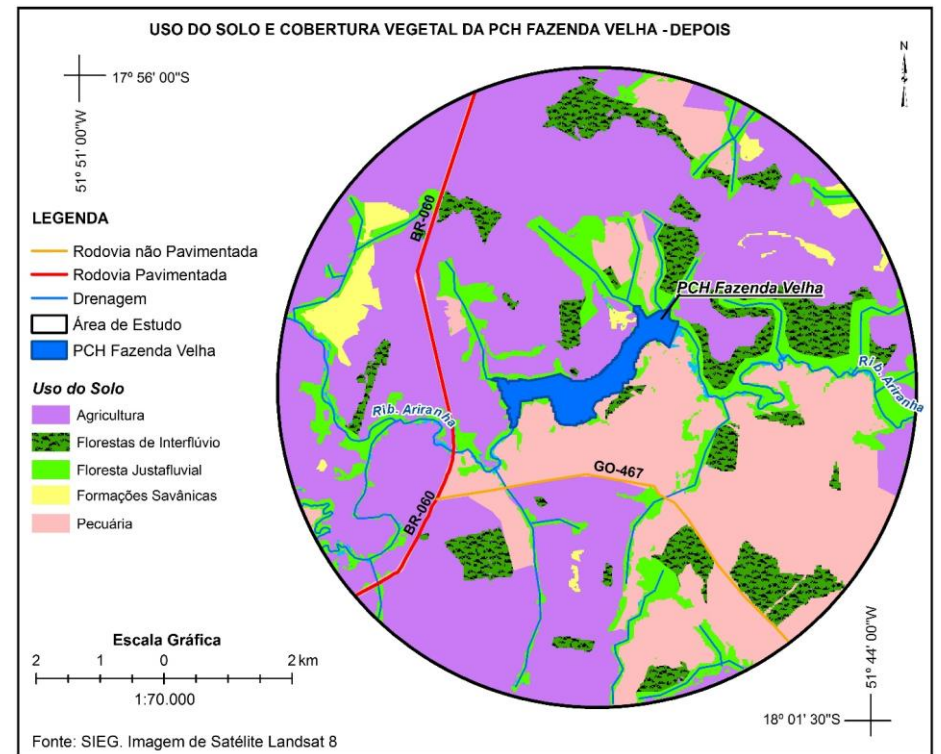 USO DO SOLO E COBERTURA VEGETAL DA PCH FAZENDA VELHA - DEPOIS
N
17º 56' 00"S
51º 51' 00"W
LEGENDA
Rodovia não Pavimentada
Rodovia Pavimentada
Drenagem
Área de Estudo
PCH Fazenda Velha
Uso do Solo
Agricultura
Florestas de Interflúvio
Floresta Justafluvial
Formações Savânicas
Pecuária
BR-060
PCH Fazenda Velha
Rib. Ariranha
Rib. Ariranha
GO-467
BR-060
Escala Gráfica
2 1 0 2 km
1:70.000
51º 44' 00"W
18º 01' 30"S
Fonte: SIEG. Imagem de Satélite Landsat 8